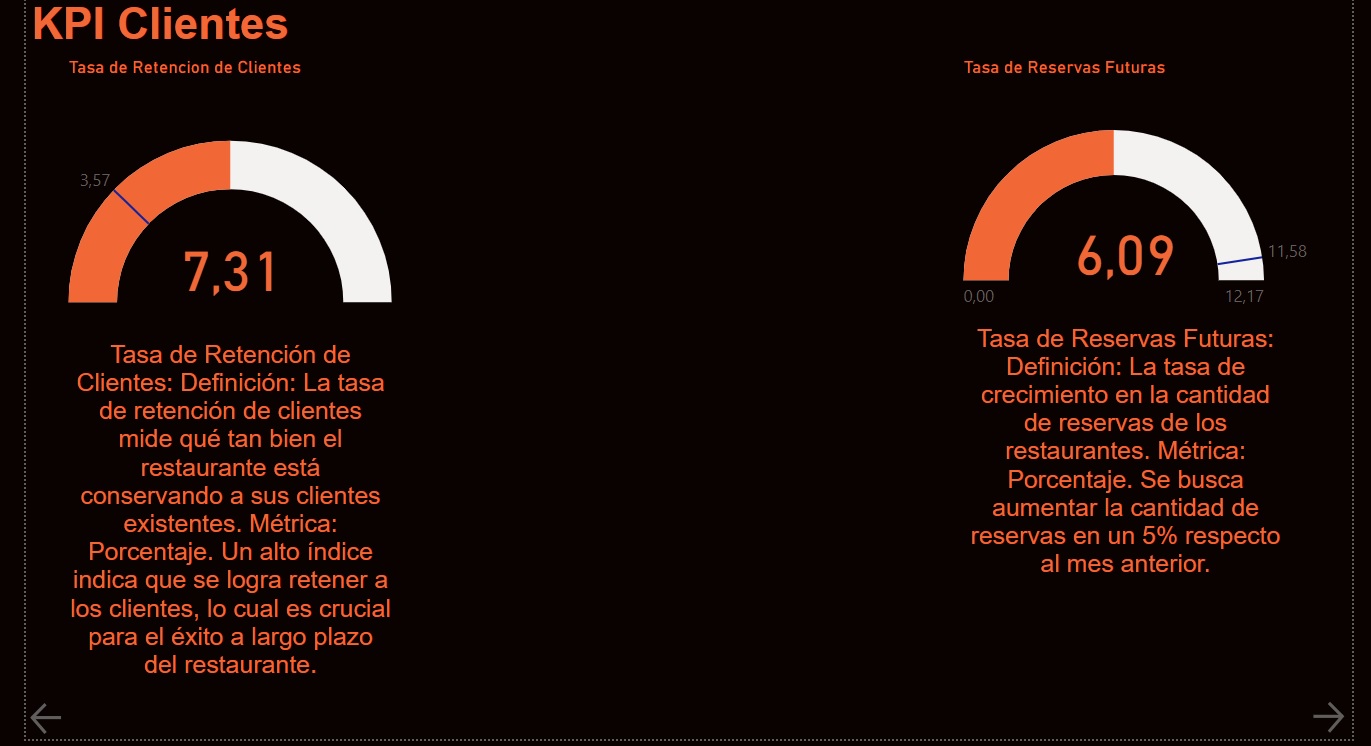 KPI Clientes
Tasa de Retencion de Clientes
3,57
7,31
Tasa de Retención de
Clientes: Definición: La tasa
de retención de clientes
mide qué tan bien el
restaurante está
conservando a sus clientes
existentes. Métrica:
Porcentaje. Un alto índice
indica que se logra retener a
los clientes, lo cual es crucial
para el éxito a largo plazo
del restaurante.
Tasa de Reservas Futuras
11,58
6,09
0,00
12,17
Tasa de Reservas Futuras:
Definición: La tasa de
crecimiento en la cantidad
de reservas de los
restaurantes. Métrica:
Porcentaje. Se busca
aumentar la cantidad de
reservas en un 5% respecto
al mes anterior.